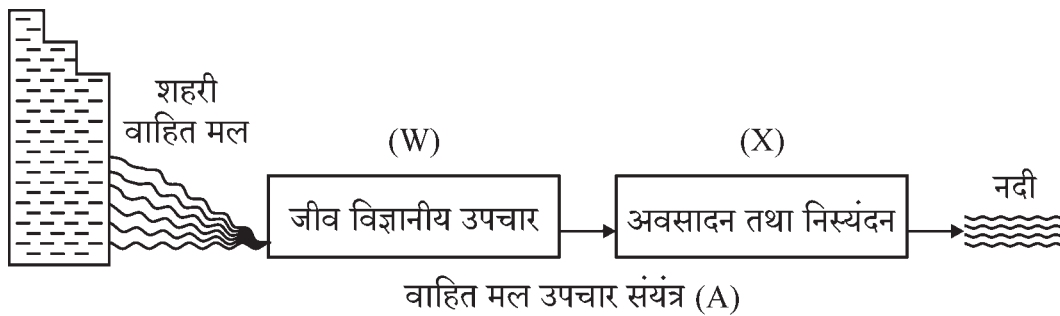 शहरी
वाहित मल
(W)
(X)
जीव विज्ञानीय उपचार
अवसादन तथा निस्यंदन
नदी
वाहित मल उपचार संयंत्र (A)